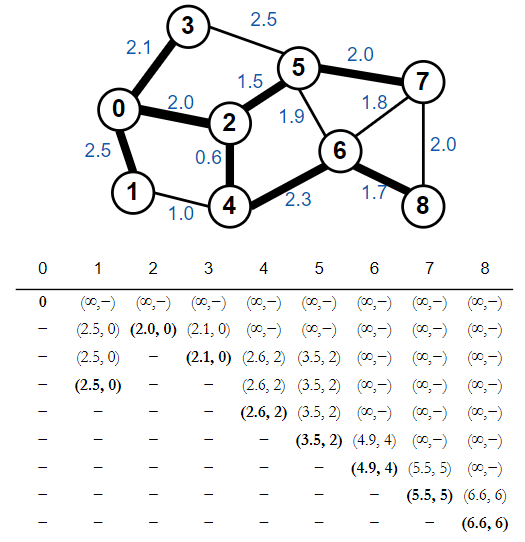 3
2.5
2.1
5
2.0
7
1.5
0
2.0
2
1.9
1.8
2.5
0.6
6
2.0
1
1.0
4
2.3
1.7
8
0 1 2 3 4 5 6 7 8
0 (∞,−) (∞,−) (∞,−) (∞,−) (∞,−) (∞,−) (∞,−) (∞,−)
− (2.5, 0) (2.0, 0) (2.1, 0) (∞,−) (∞,−) (∞,−) (∞,−) (∞,−)
− (2.5, 0) − (2.1, 0) (2.6, 2) (3.5, 2) (∞,−) (∞,−) (∞,−)
− (2.5, 0) − − (2.6, 2) (3.5, 2) (∞,−) (∞,−) (∞,−)
− − − − (2.6, 2) (3.5, 2) (∞,−) (∞,−) (∞,−)
− − − − − (3.5, 2) (4.9, 4) (∞,−) (∞,−)
− − − − − − (4.9, 4) (5.5, 5) (∞,−)
− − − − − − − (5.5, 5) (6.6, 6)
− − − − − − − − (6.6, 6)